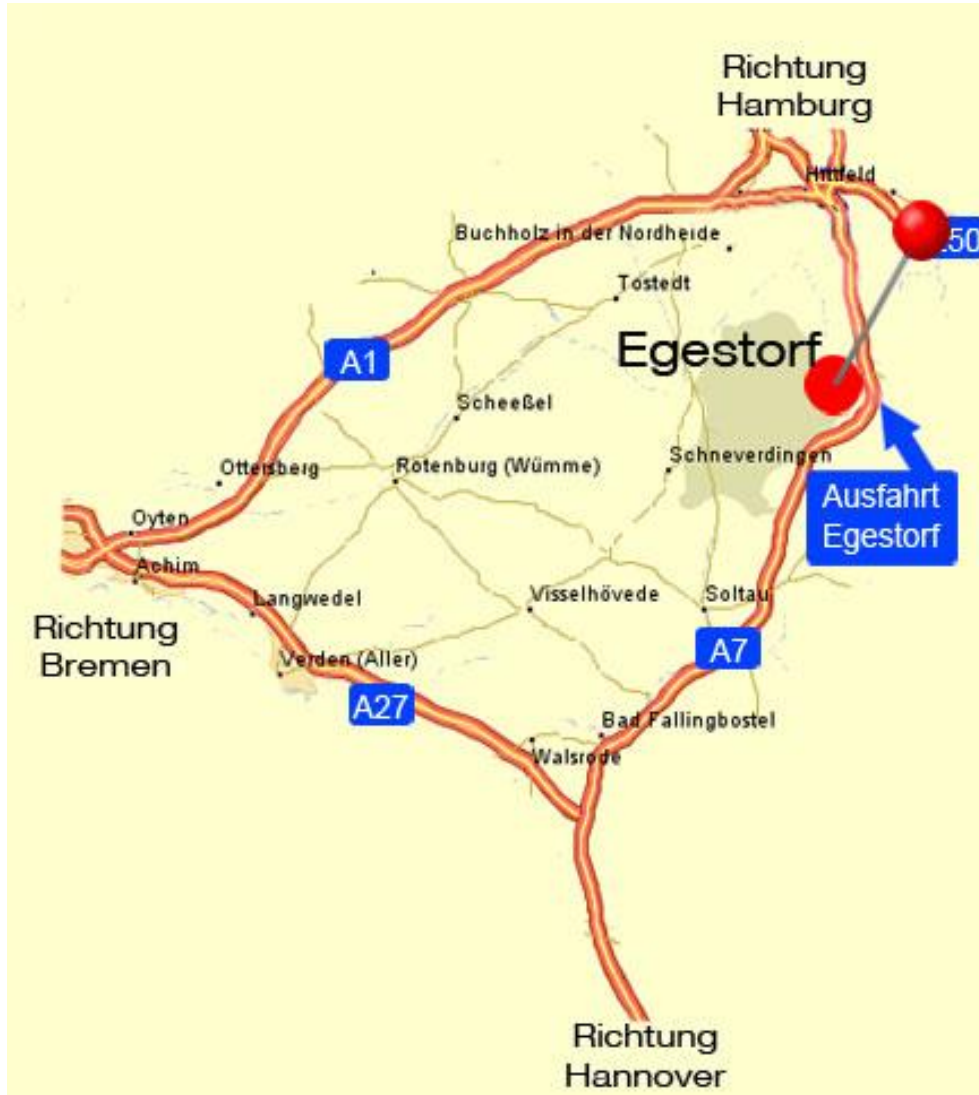 Richtung
Hamburg
Hittfeld
Buchholz in der Nordheide
Tostedt
Egestorf
A1
Scheeßel
Schneverdingen
Ottersberg
Rotenburg (Wümme)
Ausfahrt
Egestorf
Oyten
Achim
Langwedel
Visselhövede
Soltau
Richtung
Bremen
A7
Verden (Aller)
A27
Bad Fallingbostel
Walsrode
Richtung
Hannover